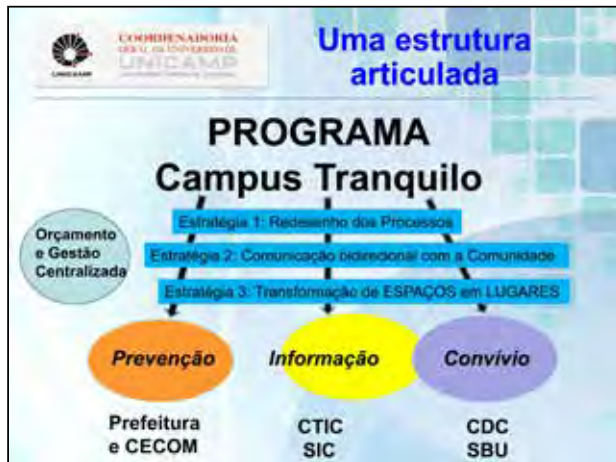 UNICAMP
COORDENADORIA
GERAL DA UNIVERSIDADE
UNICAMP
Uma estrutura
articulada
PROGRAMA
Campus Tranquilo
Orçamento
e Gestão
Centralizada
Estratégia 1: Redesenho dos Processos
Estratégia 2: Comunicação bidirecional com a Comunidade
Estratégia 3: Transformação de ESPAÇOS em LUGARES
Prevenção
Informação
Convívio
Prefeitura
e CECOM
CTIC
SIC
CDC
SBU